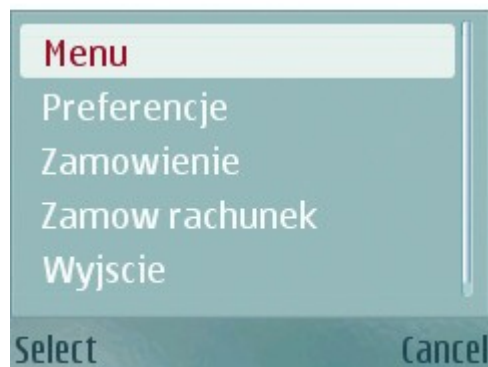 Menu
Preferencje
Zamowienie
Zamow rachunek
Wyjscie
Select Cancel